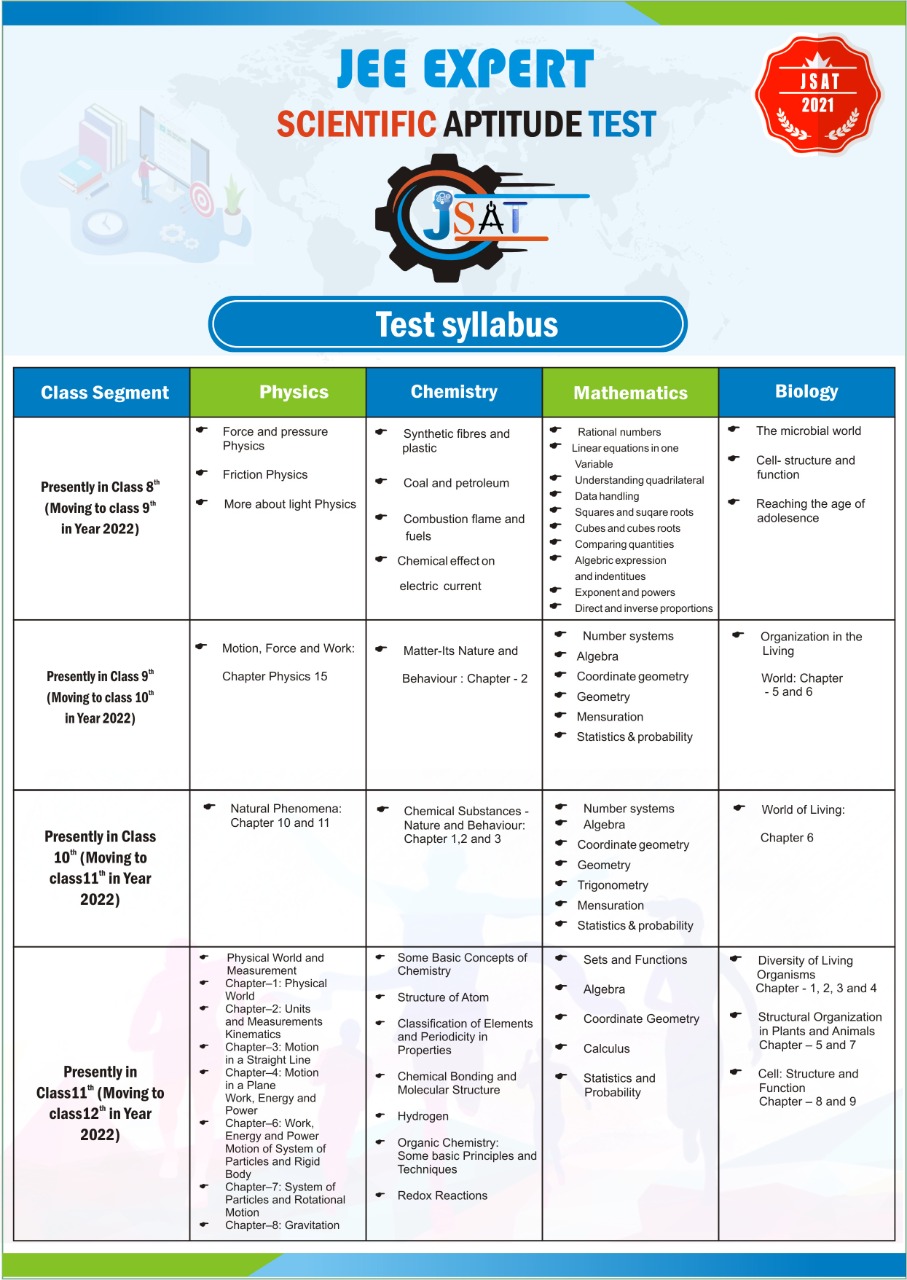 JEE EXPERT
SCIENTIFIC APTITUDE TEST
JSAT
2021
JSAT
Test syllabus
Class Segment
Physics
Chemistry
Mathematics
Biology
Presently in Class 8th
(Moving to class 9th
in Year 2022)
Force and pressure
Physics
Friction Physics
More about light Physics
Synthetic fibres and
plastic
Coal and petroleum
Combustion flame and
fuels
Chemical effect on
electric current
Rational numbers
Linear equations in one
Variable
Understanding quadrilateral
Data handling
Squares and suqare roots
Cubes and cubes roots
Comparing quantities
Algebric expression
and indentitues
Exponent and powers
Direct and inverse proportions
The microbial world
Cell- structure and
function
Reaching the age of
adolesence
Presently in Class 9th
(Moving to class 10th
in Year 2022)
Motion, Force and Work:
Chapter Physics 15
Matter-Its Nature and
Behaviour : Chapter - 2
Number systems
Algebra
Coordinate geometry
Geometry
Mensuration
Statistics & probability
Organization in the
Living
World: Chapter
- 5 and 6
Presently in Class
10th (Moving to
class11th in Year
2022)
Natural Phenomena:
Chapter 10 and 11
Chemical Substances -
Nature and Behaviour:
Chapter 1,2 and 3
Number systems
Algebra
Coordinate geometry
Geometry
Trigonometry
Mensuration
Statistics & probability
World of Living:
Chapter 6
Presently in
Class11th (Moving to
class12th in Year
2022)
Physical World and
Measurement
Chapter–1: Physical
World
Chapter–2: Units
and Measurements
Kinematics
Chapter–3: Motion
in a Straight Line
Chapter–4: Motion
in a Plane
Work, Energy and
Power
Chapter–6: Work,
Energy and Power
Motion of System of
Particles and Rigid
Body
Chapter–7: System of
Particles and Rotational
Motion
Chapter–8: Gravitation
Some Basic Concepts of
Chemistry
Structure of Atom
Classification of Elements
and Periodicity in
Properties
Chemical Bonding and
Molecular Structure
Hydrogen
Organic Chemistry:
Some basic Principles and
Techniques
Redox Reactions
Sets and Functions
Algebra
Coordinate Geometry
Calculus
Statistics and
Probability
Diversity of Living
Organisms
Chapter - 1, 2, 3 and 4
Structural Organization
in Plants and Animals
Chapter – 5 and 7
Cell: Structure and
Function
Chapter – 8 and 9